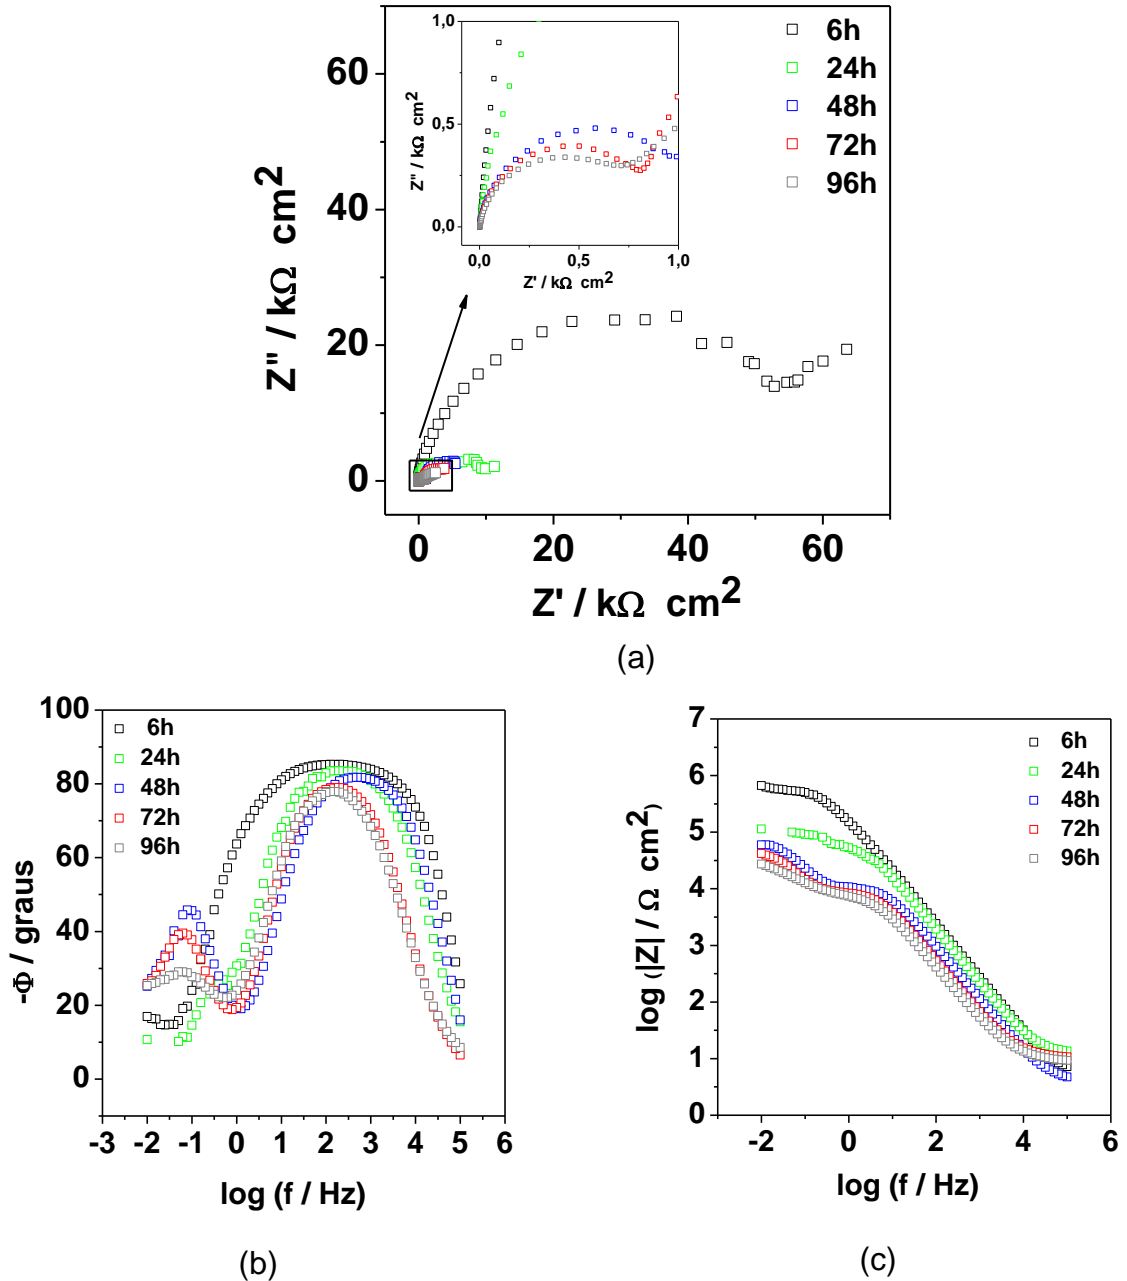 1,0
0,5
0,0
0,0 0,5 1,0
Z'' / kΩ cm2
Z' / kΩ cm2
6h
24h
48h
72h
96h
60
40
20
0
Z'' / kΩ cm2
0 20 40 60
Z' / kΩ cm2
(a)
100
80
60
40
20
0
-Φ / graus
6h
24h
48h
72h
96h
-3 -2 -1 0 1 2 3 4 5 6
log (f / Hz)
(b)
7
6
5
4
3
2
1
0
log (|Z| / Ω cm2)
6h
24h
48h
72h
96h
-2 0 2 4 6
log (f / Hz)
(c)